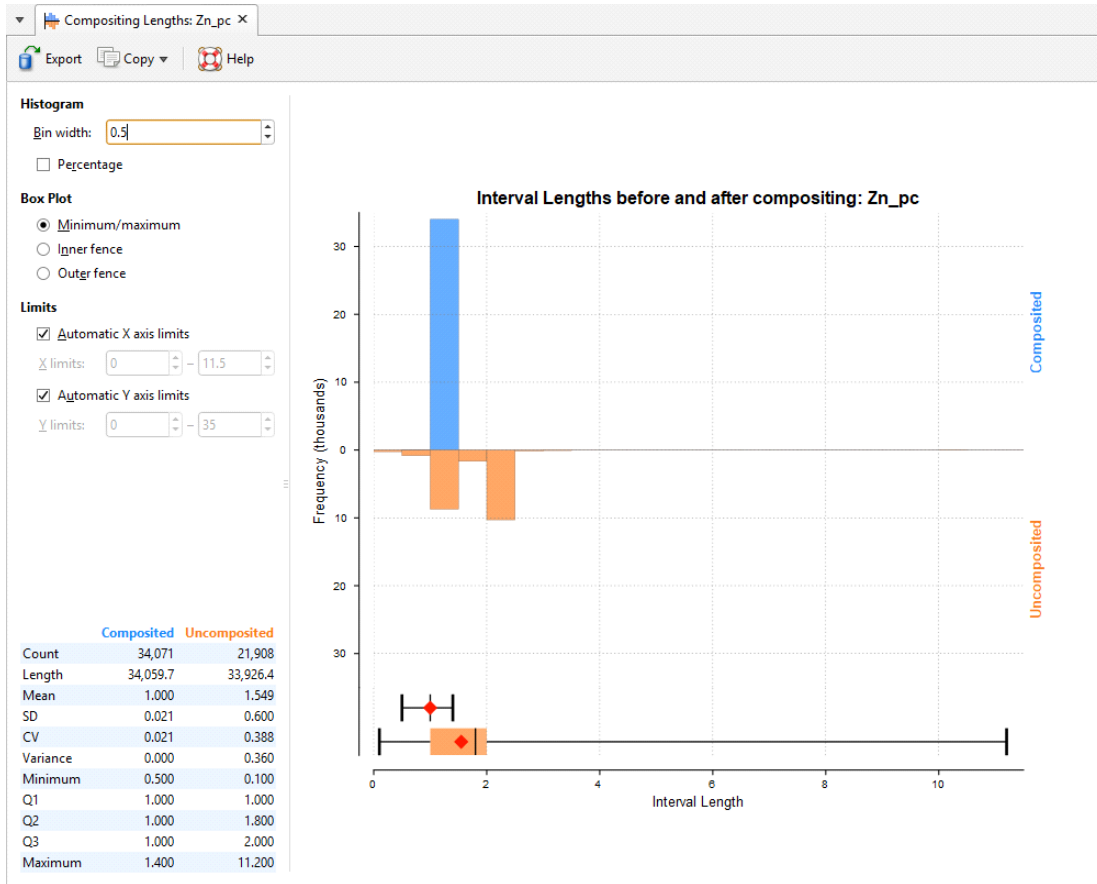 Compositing Lengths: Zn_pc ×
Export Copy Help
Histogram
Bin width: 0.5
Percentage
Box Plot
Minimum/maximum
Inner fence
Outer fence
Limits
Automatic X axis limits
X limits: 0 – 11.5
Automatic Y axis limits
Y limits: 0 – 35
Composited Uncomposited
Count 34,071 21,908
Length 34,059.7 33,926.4
Mean 1.000 1.549
SD 0.021 0.600
CV 0.021 0.388
Variance 0.000 0.360
Minimum 0.500 0.100
Q1 1.000 1.000
Q2 1.000 1.800
Q3 1.000 2.000
Maximum 1.400 11.200
Interval Lengths before and after compositing: Zn_pc
Frequency (thousands)
30
20
10
0
10
20
30
Composited
Uncomposited
0 2 4 6 8 10
Interval Length